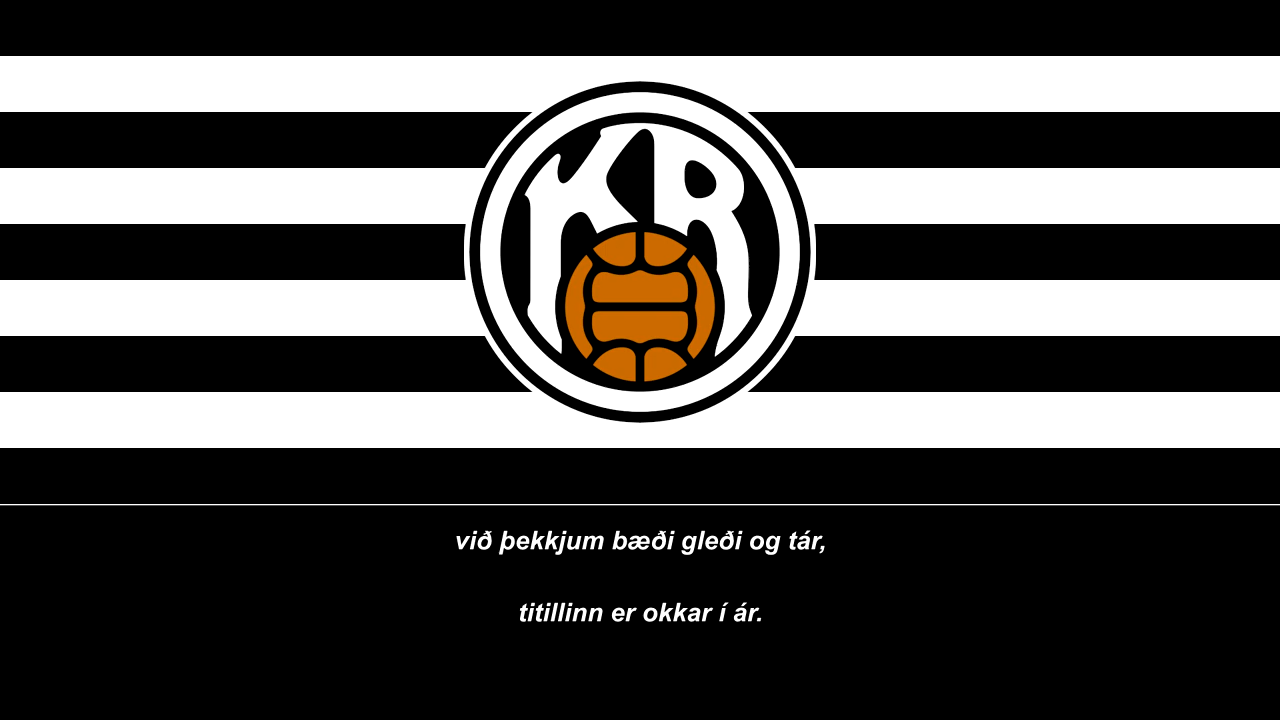 KR
við þekkjum bæði gleði og tár,
titillinn er okkar í ár.